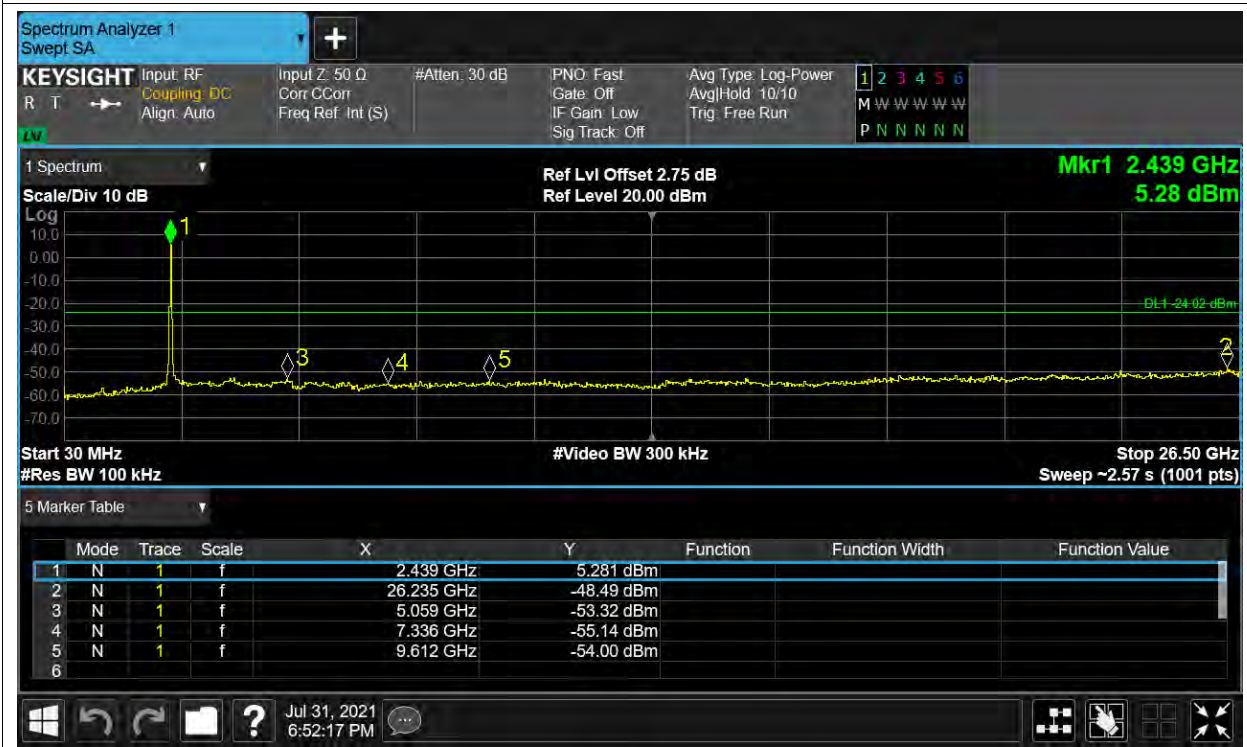 Spectrum Analyzer 1
Swept SA
KEYSIGHT Input: RF Input Z: 50 Ω #Atten: 30 dB PNO: Fast Avg Type: Log-Power 1 2 3 4 5 6
R T Coupling: DC Corr CCorr Gate: Off Avg|Hold: 10/10 M W W W W W
Align: Auto Freq Ref: Int (S) IF Gain: Low Trig: Free Run
LV Sig Track: Off P N N N N N
1 Spectrum Ref Lvl Offset 2.75 dB Mkr1 2.439 GHz
Scale/Div 10 dB Ref Level 20.00 dBm 5.28 dBm
Log
1
10.0
0.00
-10.0
-20.0 DL1 -24.02 dBm
-30.0
-40.0 3 4 5 2
-50.0
-60.0
-70.0
Start 30 MHz #Video BW 300 kHz Stop 26.50 GHz
#Res BW 100 kHz Sweep ~2.57 s (1001 pts)
5 Marker Table
Mode Trace Scale X Y Function Function Width Function Value
1 N 1 f 2.439 GHz 5.281 dBm
2 N 1 f 26.235 GHz -48.49 dBm
3 N 1 f 5.059 GHz -53.32 dBm
4 N 1 f 7.336 GHz -55.14 dBm
5 N 1 f 9.612 GHz -54.00 dBm
6
? Jul 31, 2021
6:52:17 PM